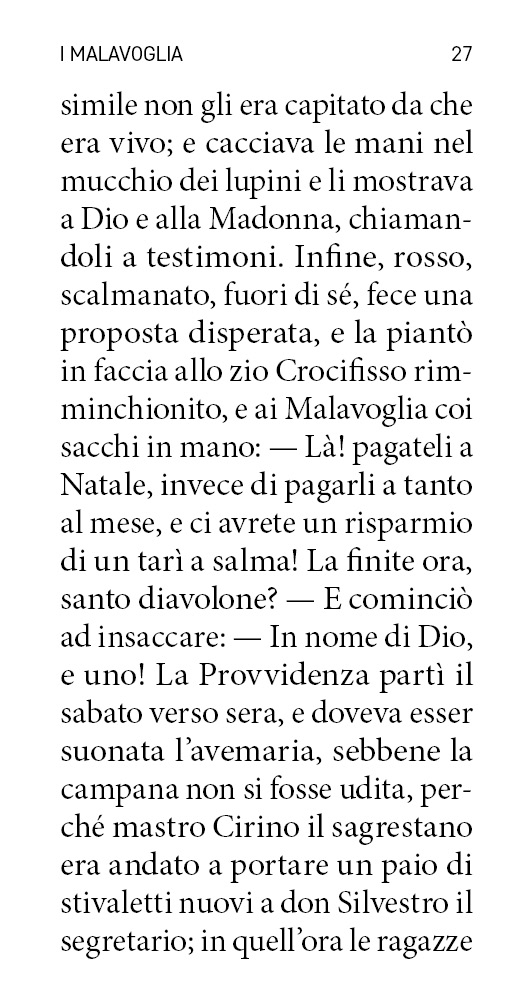 I MALAVOGLIA 27
simile non gli era capitato da che
era vivo; e cacciava le mani nel
mucchio dei lupini e li mostrava
a Dio e alla Madonna, chiaman-
doli a testimoni. Infine, rosso,
scalmanato, fuori di sé, fece una
proposta disperata, e la piantò
in faccia allo zio Crocifisso rim-
minchionito, e ai Malavoglia coi
sacchi in mano: — Là! pagateli a
Natale, invece di pagarli a tanto
al mese, e ci avrete un risparmio
di un tarì a salma! La finite ora,
santo diavolone? — E cominciò
ad insaccare: — In nome di Dio,
e uno! La Provvidenza partì il
sabato verso sera, e doveva esser
suonata l’avemaria, sebbene la
campana non si fosse udita, per-
ché mastro Cirino il sagrestano
era andato a portare un paio di
stivaletti nuovi a don Silvestro il
segretario; in quell’ora le ragazze